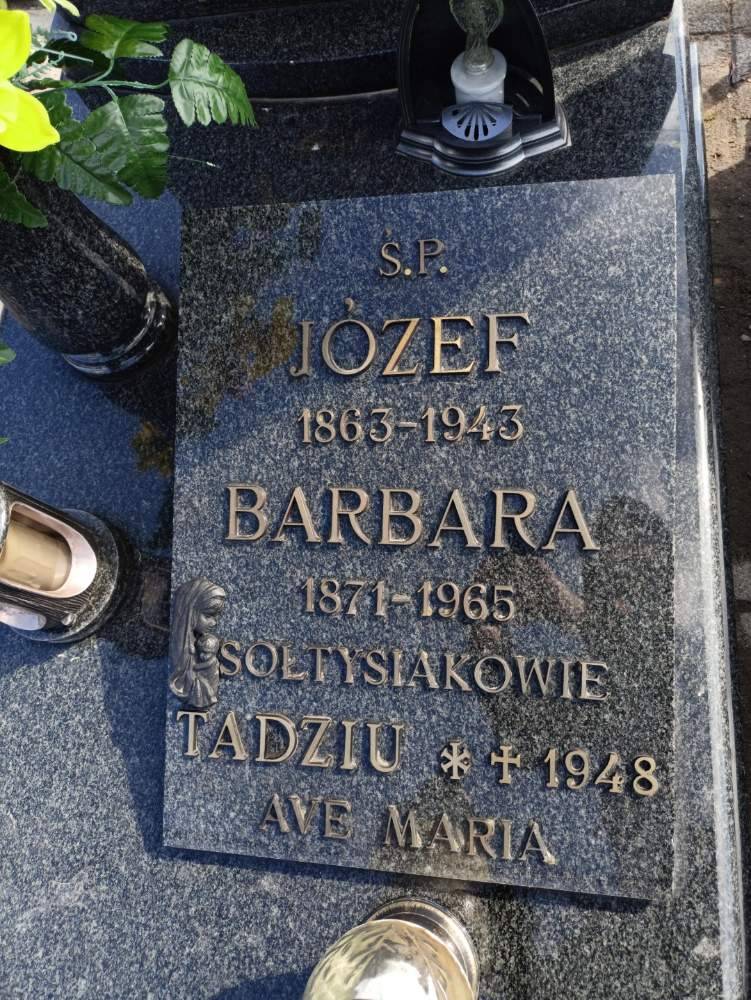 Ś.P.
JÓZEF
1863-1943
BARBARA
1871-1965
SOŁTYSIAKOWIE
TADZIU * + 1948
AVE MARIA